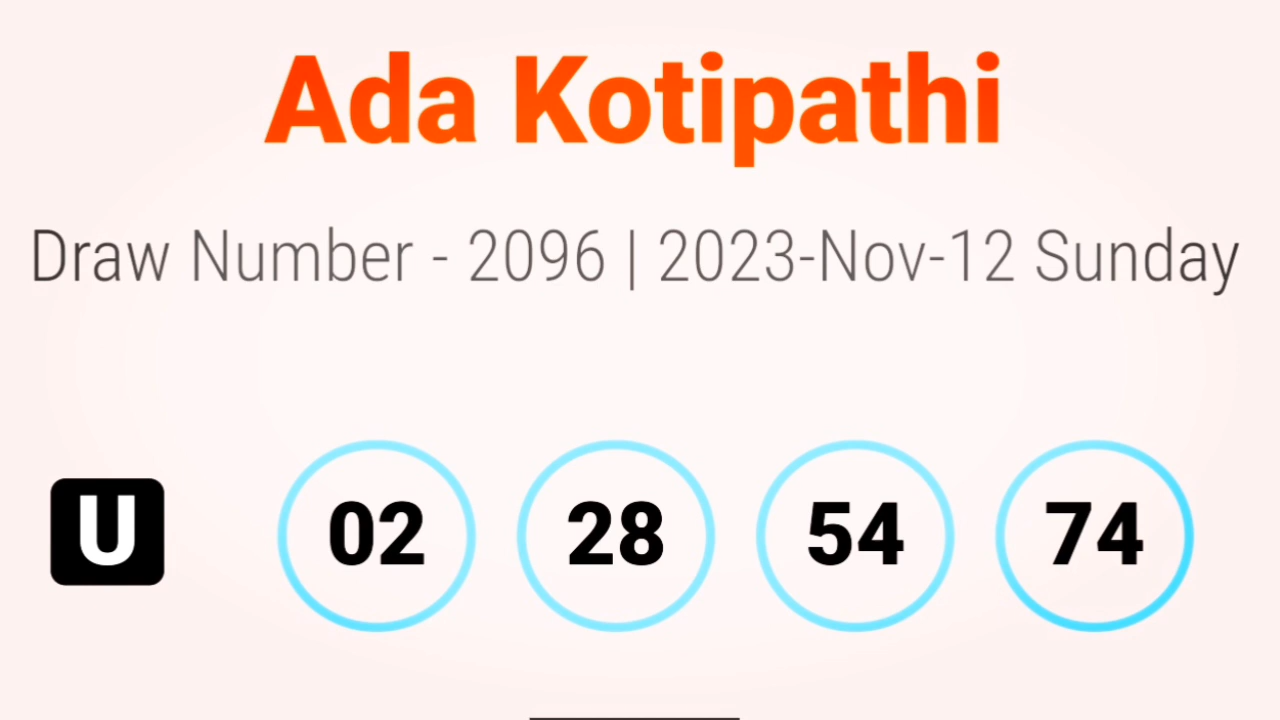 Ada Kotipathi
Draw Number - 2096 | 2023-Nov-12 Sunday
U 02 28 54 74